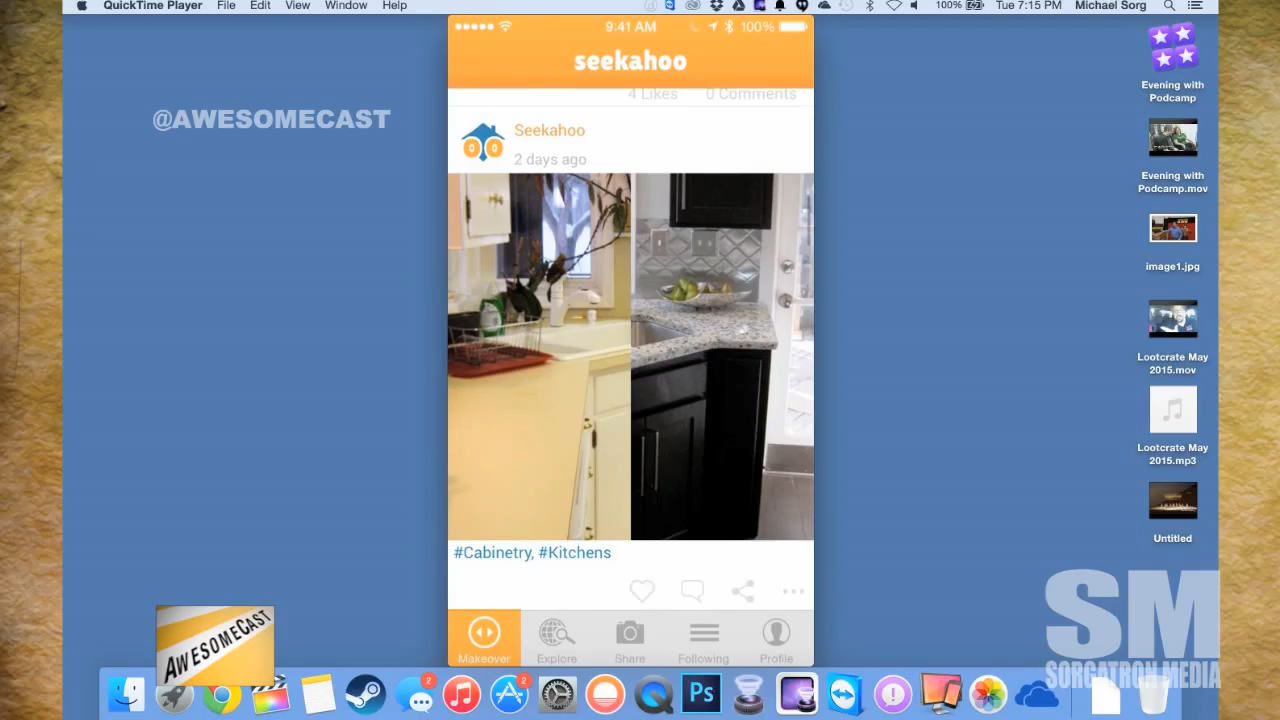 QuickTime Player File Edit View Window Help 100% Tue 7:15 PM Michael Sorg
9:41 AM 100%
seekahoo
4 Likes 0 Comments
Seekahoo
2 days ago
#Cabinetry, #Kitchens
Makeover Explore Share Following Profile
@AWESOMECAST
Evening with
Podcamp
Evening with
Podcamp.mov
image1.jpg
Lootcrate May
2015.mov
Lootcrate May
2015.mp3
Untitled
AWESOMECAST
SM
SORGATRON MEDIA
2
2
Ps